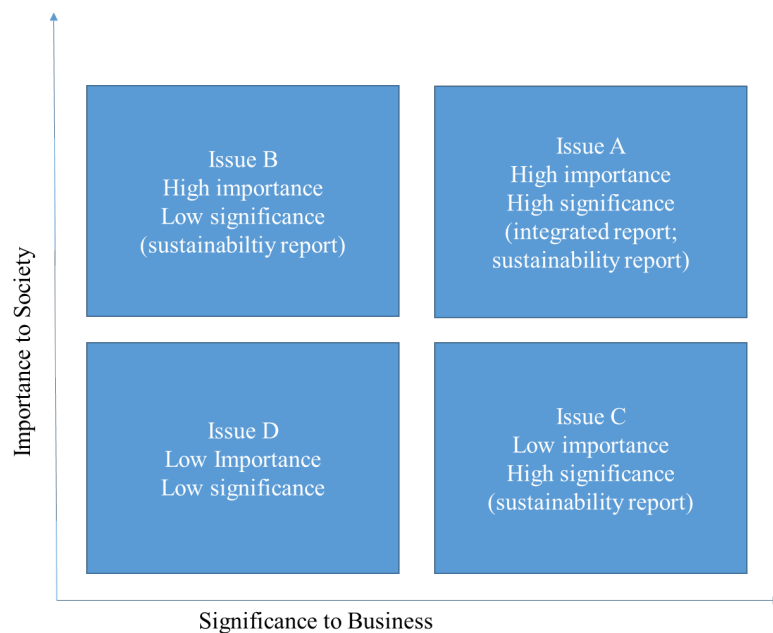 Issue B
High importance
Low significance
(sustainabiltiy report)
Issue A
High importance
High significance
(integrated report;
sustainability report)
Issue D
Low Importance
Low significance
Issue C
Low importance
High significance
(sustainability report)
Importance to Society
Significance to Business